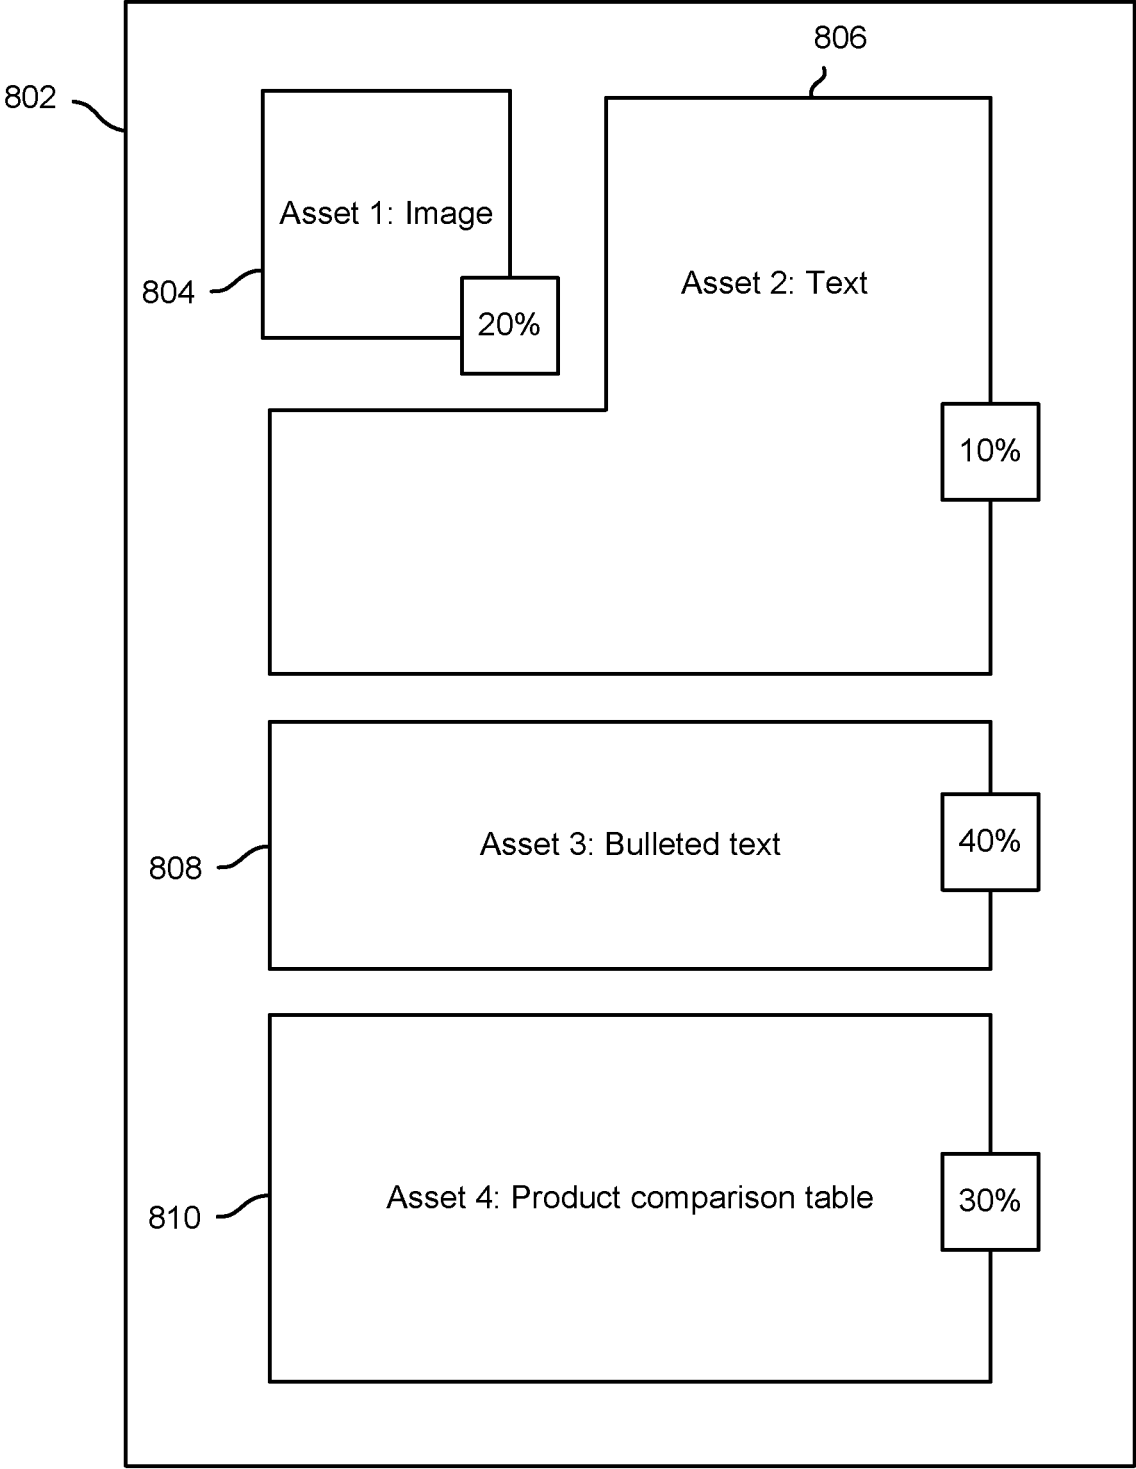 806
802
Asset 1: Image
804
Asset 2: Text
20%
10%
Asset 3: Bulleted text
40%
808
Asset 4: Product comparison table
30%
810